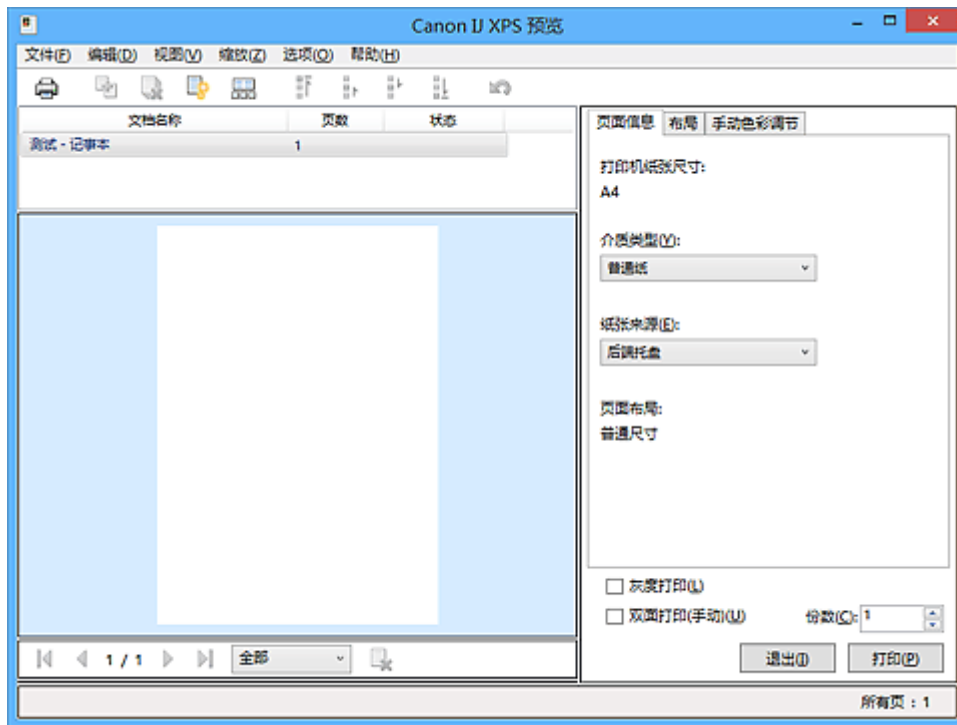 Canon IJ XPS 预览
文件(F) 编辑(D) 视图(V) 缩放(Z) 选项(O) 帮助(H)
文档名称 页数 状态
测试 - 记事本 1
页面信息 布局 手动色彩调节
打印机纸张尺寸:
A4
介质类型(Y):
普通纸
纸张来源(E):
后端托盘
页面布局:
普通尺寸
灰度打印(L)
双面打印(手动)(U) 份数(C): 1
1 / 1 全部
退出(I) 打印(P)
所有页 : 1